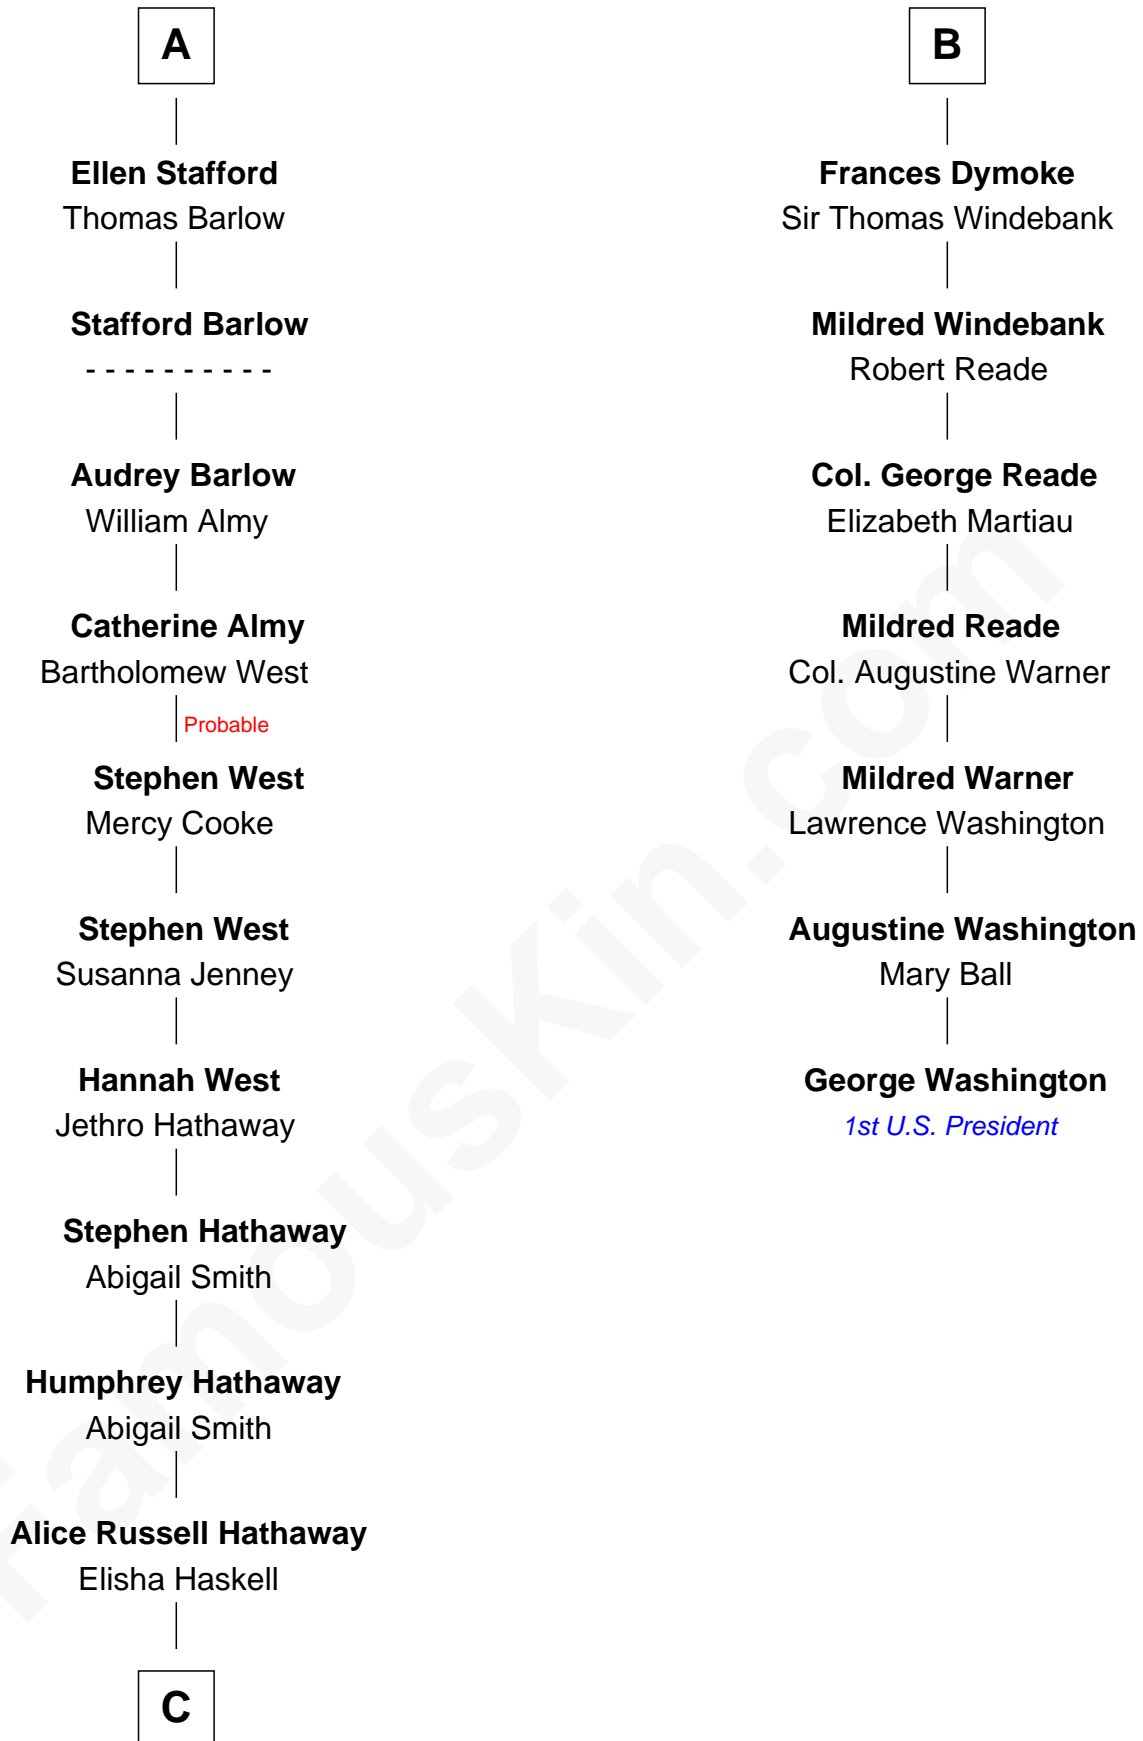 A
Ellen Stafford
Thomas Barlow
Stafford Barlow
- - - - - - - - - -
Audrey Barlow
William Almy
Catherine Almy
Bartholomew West
Probable
Stephen West
Mercy Cooke
Stephen West
Susanna Jenney
Hannah West
Jethro Hathaway
Stephen Hathaway
Abigail Smith
Humphrey Hathaway
Abigail Smith
Alice Russell Hathaway
Elisha Haskell
C
B
Frances Dymoke
Sir Thomas Windebank
Mildred Windebank
Robert Reade
Col. George Reade
Elizabeth Martiau
Mildred Reade
Col. Augustine Warner
Mildred Warner
Lawrence Washington
Augustine Washington
Mary Ball
George Washington
1st U.S. President
FamousKin.com